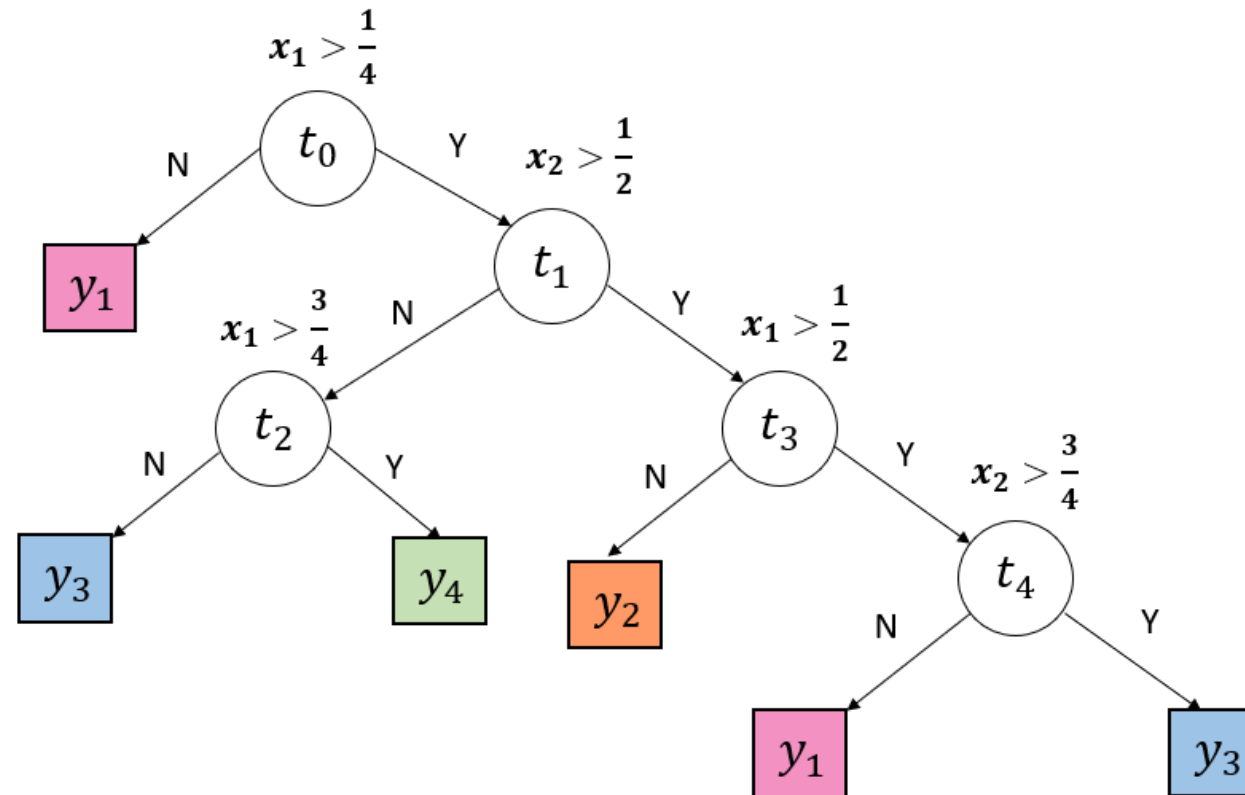 x₁ > 1/4
t₀
N
Y
x₂ > 1/2
y₁
t₁
N
Y
x₁ > 3/4
x₁ > 1/2
t₂
t₃
N
Y
N
Y
x₂ > 3/4
y₃
y₄
y₂
t₄
N
Y
y₁
y₃